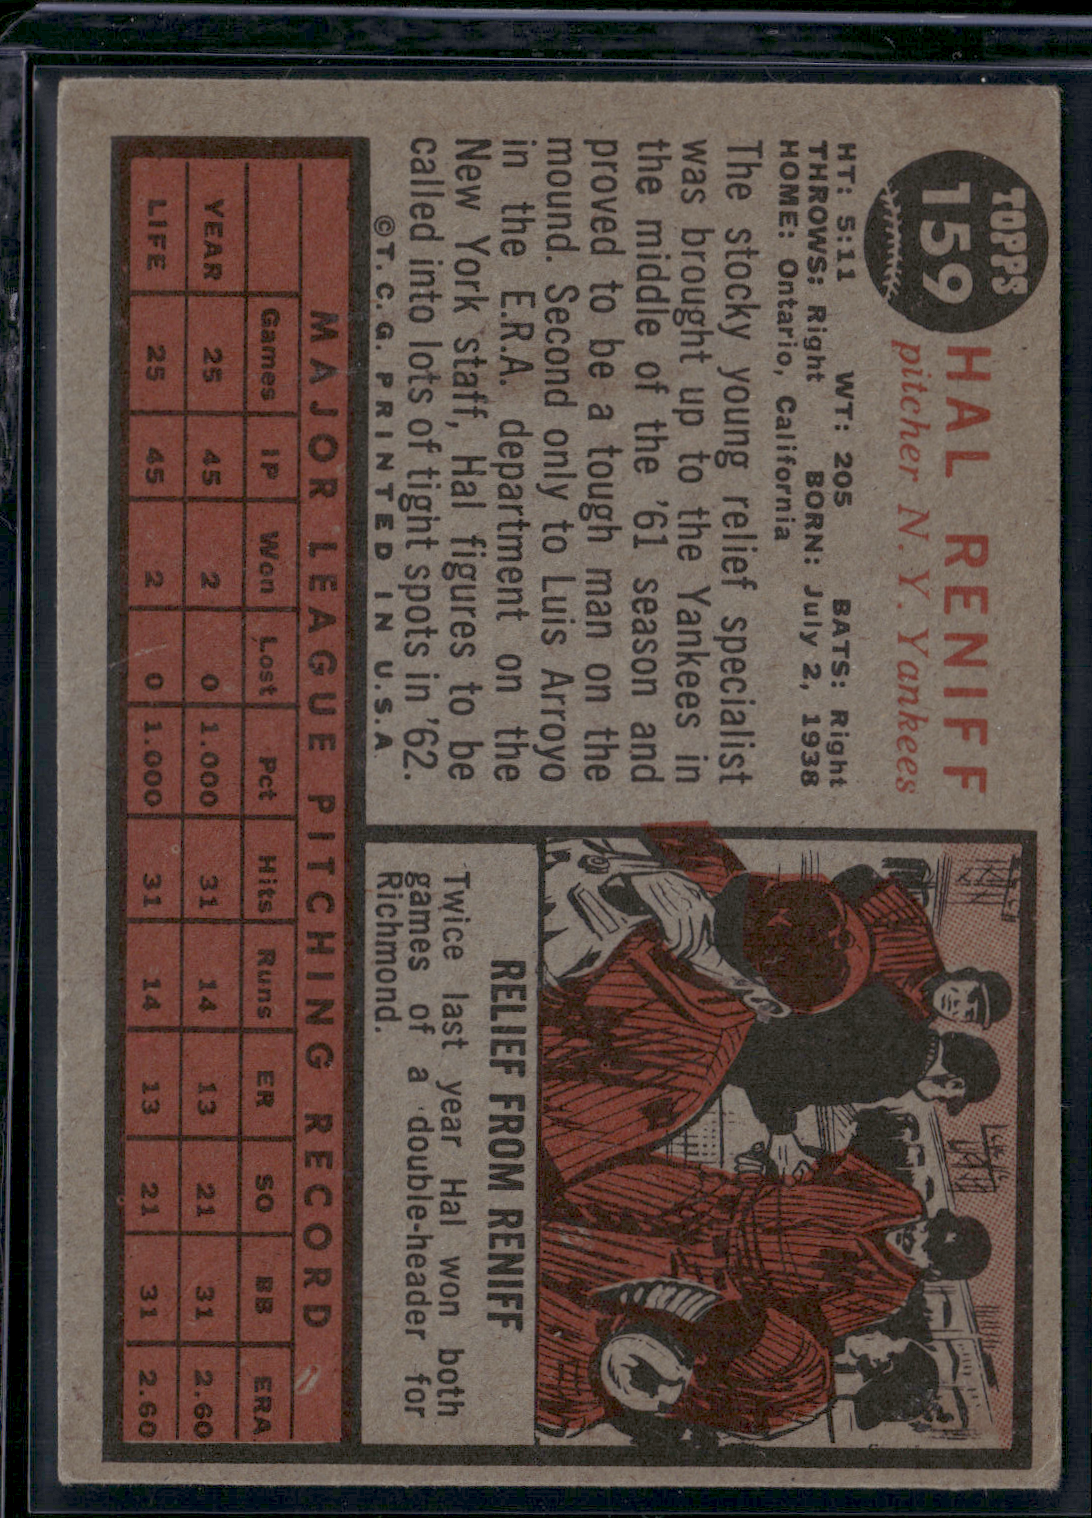 TOPPS
159
HAL RENIFF
pitcher N. Y. Yankees
HT: 5:11 WT: 205 BATS: Right
THROWS: Right BORN: July 2, 1938
HOME: Ontario, California
The stocky young relief specialist
was brought up to the Yankees in
the middle of the '61 season and
proved to be a tough man on the
mound. Second only to Luis Arroyo
in the E.R.A. department on the
New York staff, Hal figures to be
called into lots of tight spots in '62.
©T. C. G. PRINTED IN U.S.A
RELIEF FROM RENIFF
Twice last year Hal won both
games of a double-header for
Richmond.
MAJOR LEAGUE PITCHING RECORD
Games IP Won Lost Pct Hits Runs ER SO BB ERA
YEAR 25 45 2 0 1.000 31 14 13 21 31 2.60
LIFE 25 45 2 0 1.000 31 14 13 21 31 2.60